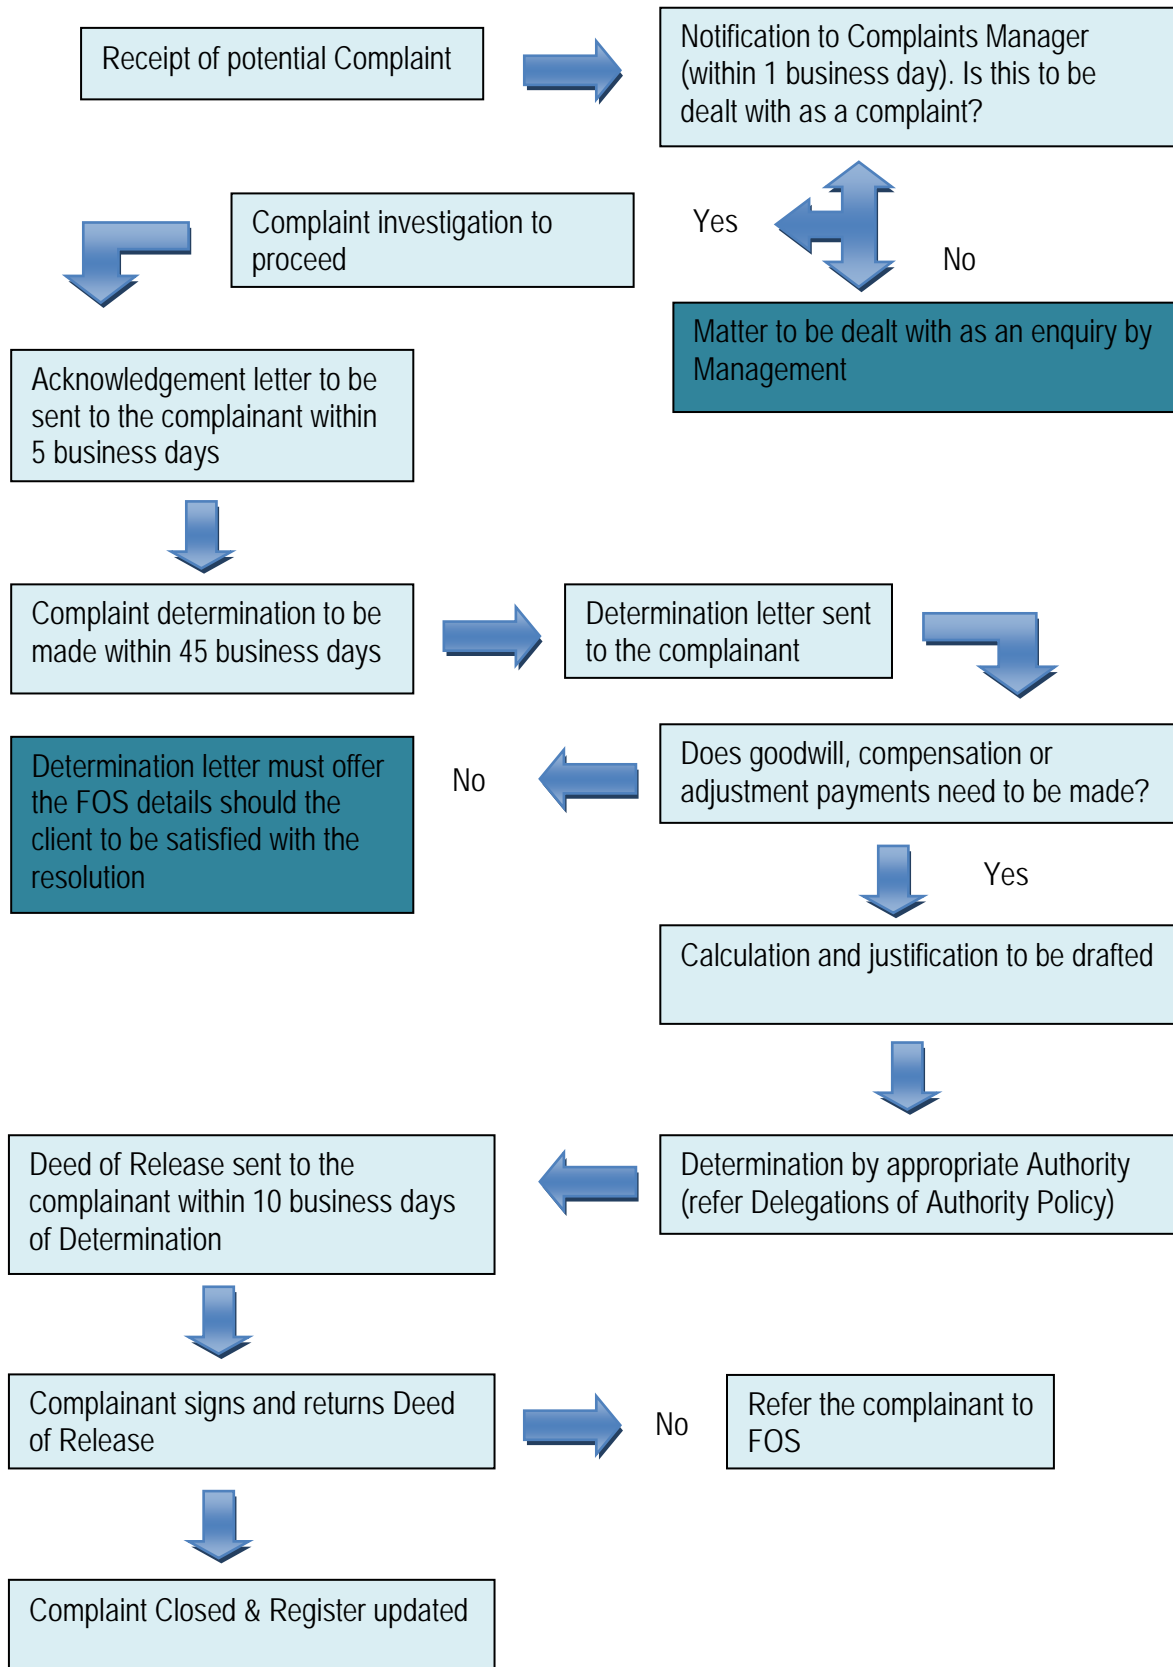 Receipt of potential Complaint
Notification to Complaints Manager
(within 1 business day). Is this to be
dealt with as a complaint?
Yes
No
Complaint investigation to
proceed
Matter to be dealt with as an enquiry by
Management
Acknowledgement letter to be
sent to the complainant within
5 business days
Complaint determination to be
made within 45 business days
Determination letter sent
to the complainant
Does goodwill, compensation or
adjustment payments need to be made?
No
Determination letter must offer
the FOS details should the
client to be satisfied with the
resolution
Yes
Calculation and justification to be drafted
Determination by appropriate Authority
(refer Delegations of Authority Policy)
Deed of Release sent to the
complainant within 10 business days
of Determination
Complainant signs and returns Deed
of Release
No
Refer the complainant to
FOS
Complaint Closed & Register updated